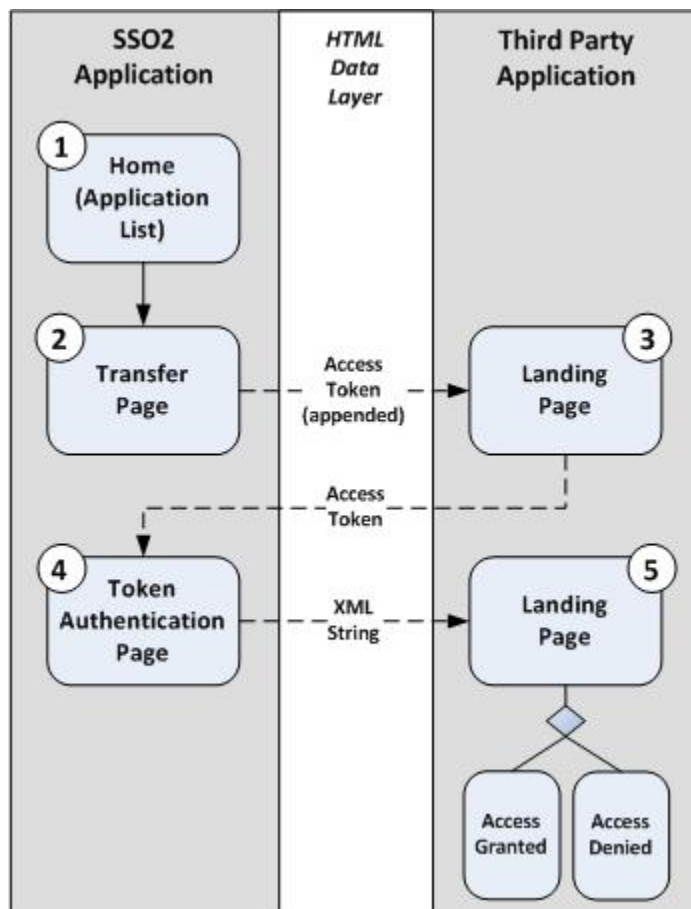 SSO2
Application
HTML
Data
Layer
Third Party
Application
1
Home
(Application
List)
2
Transfer
Page
Access
Token
(appended)
3
Landing
Page
Access
Token
4
Token
Authentication
Page
XML
String
5
Landing
Page
Access
Granted
Access
Denied